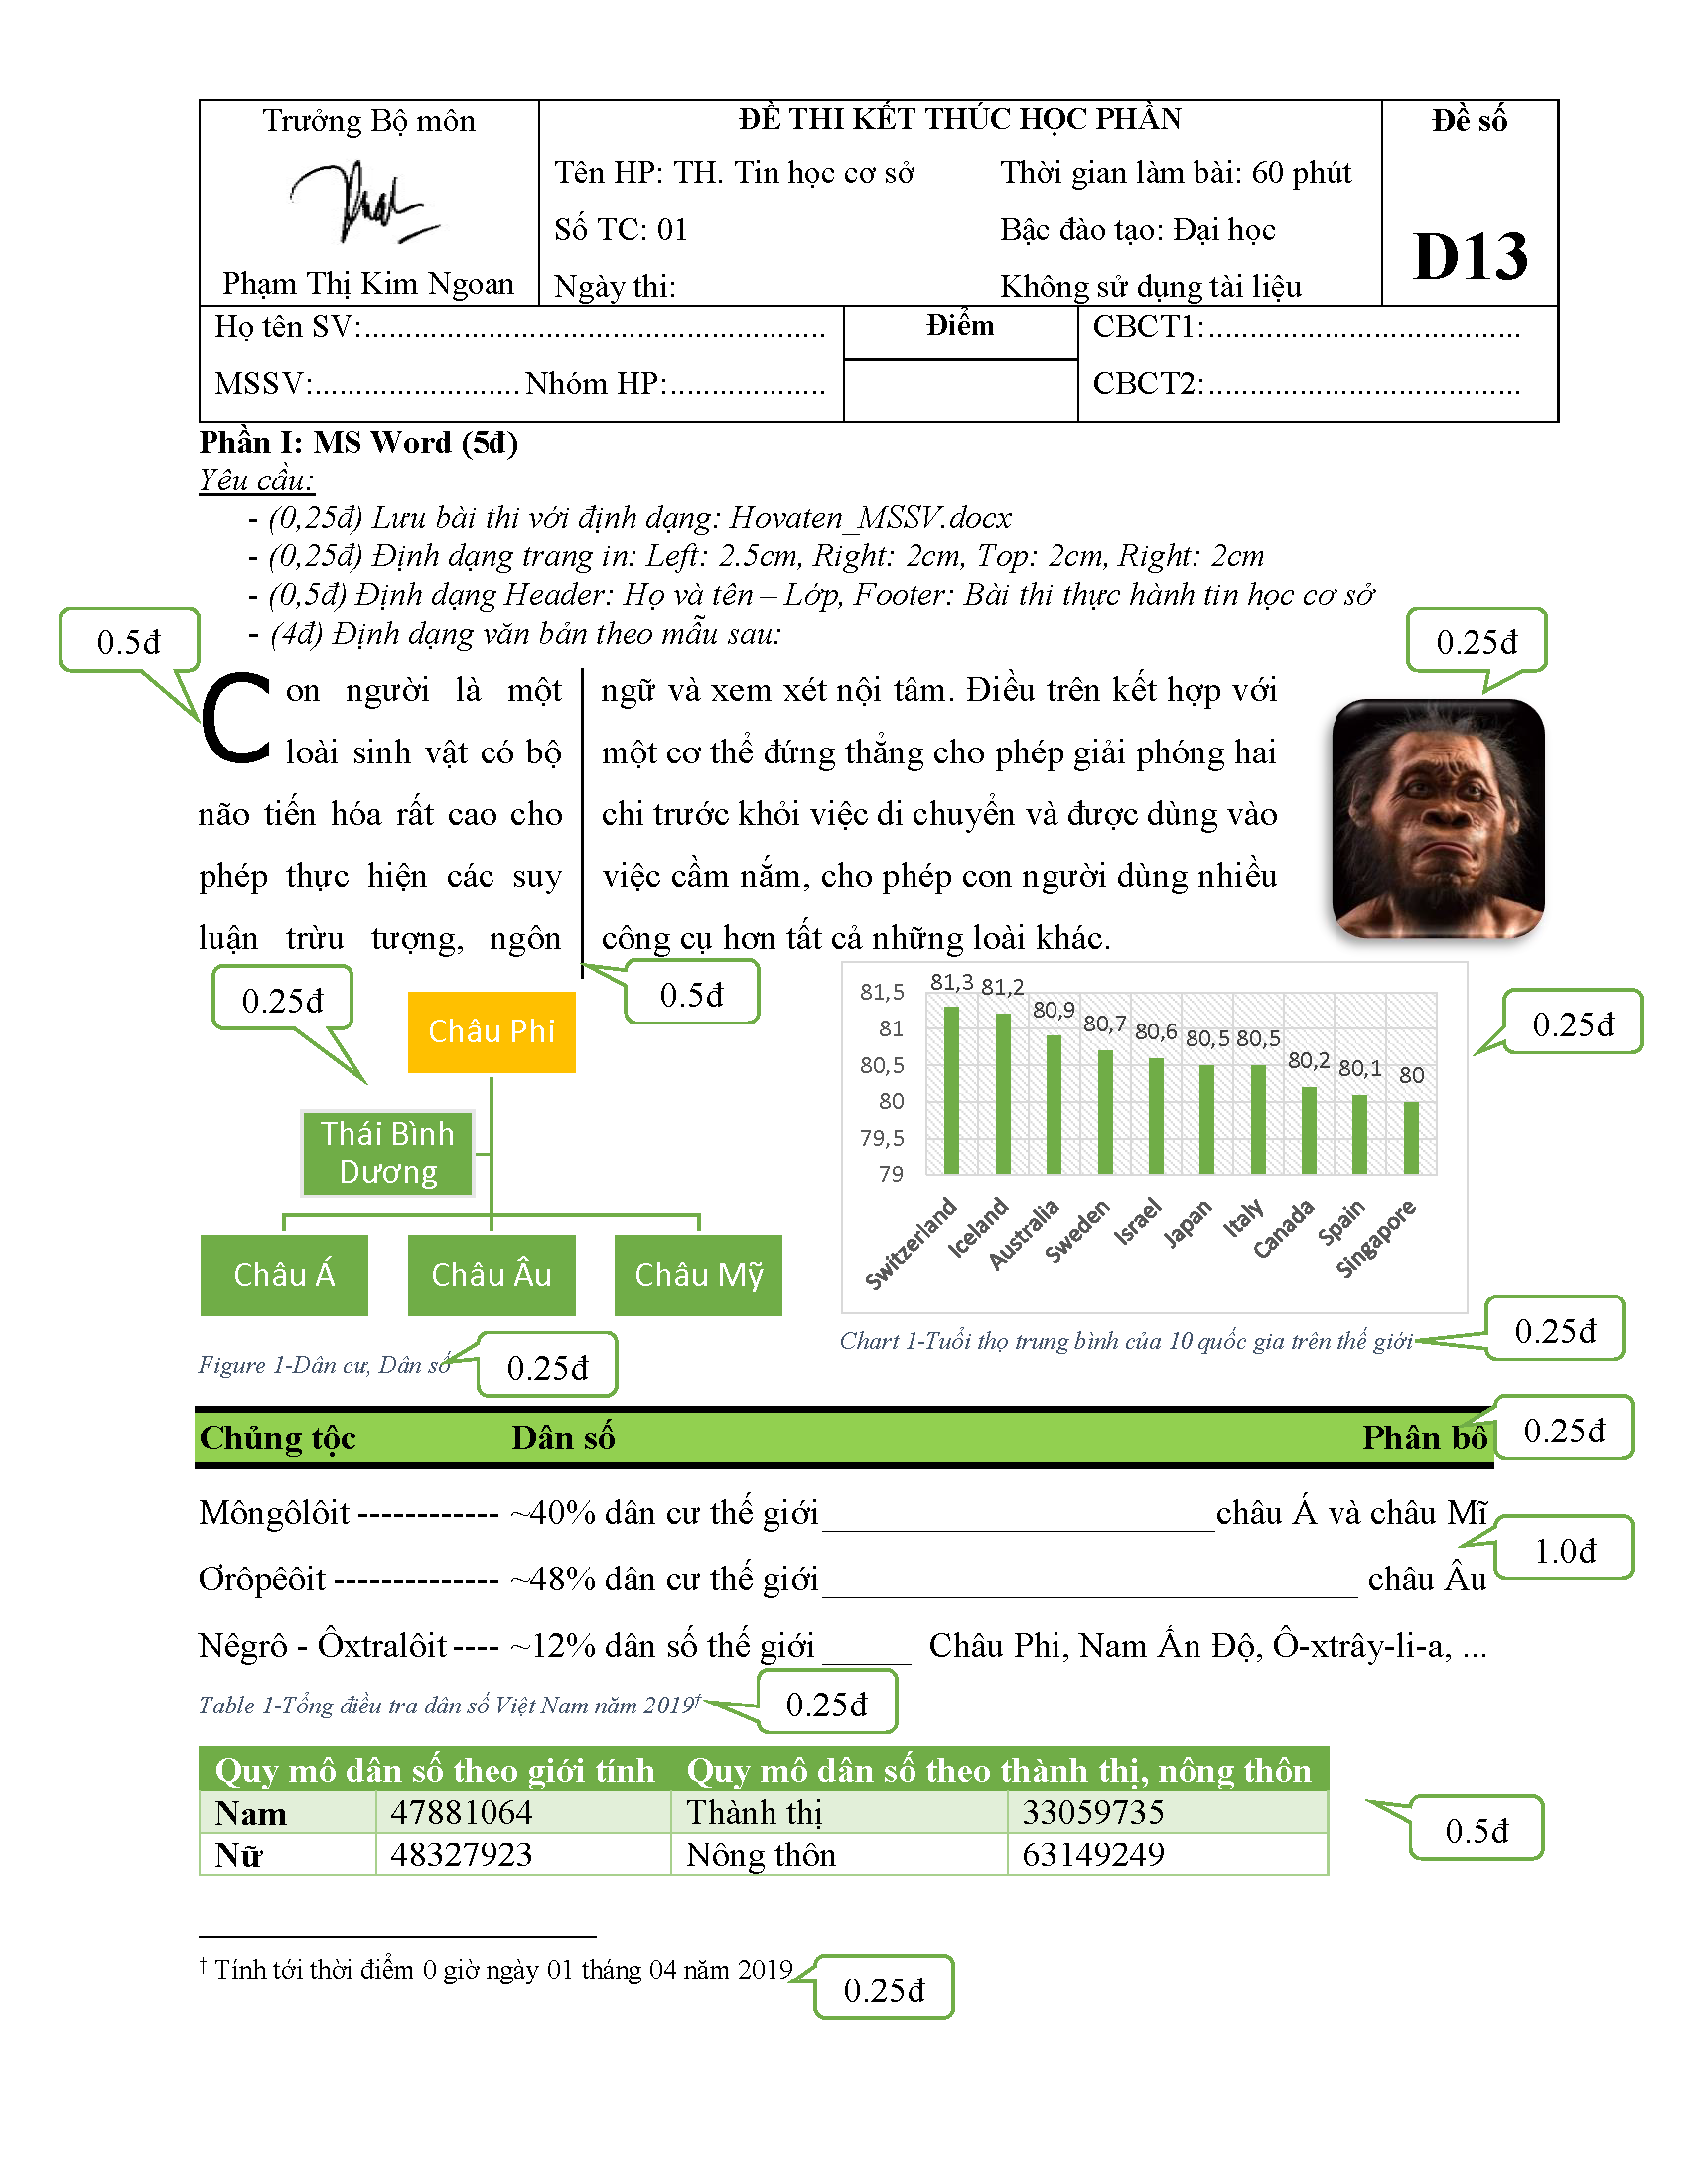 Trưởng Bộ môn
Phạm Thị Kim Ngoan
ĐỀ THI KẾT THÚC HỌC PHẦN
Tên HP: TH. Tin học cơ sở Thời gian làm bài: 60 phút
Số TC: 01 Bậc đào tạo: Đại học
Ngày thi: Không sử dụng tài liệu
Đề số
D13
Họ tên SV:........................................................
MSSV:.........................Nhóm HP:...................
Điểm
CBCT1:......................................
CBCT2:......................................
Phần I: MS Word (5đ)
Yêu cầu:
- (0,25đ) Lưu bài thi với định dạng: Hovaten_MSSV.docx
- (0,25đ) Định dạng trang in: Left: 2.5cm, Right: 2cm, Top: 2cm, Right: 2cm
- (0,5đ) Định dạng Header: Họ và tên – Lớp, Footer: Bài thi thực hành tin học cơ sở
- (4đ) Định dạng văn bản theo mẫu sau:
0.5đ
0.25đ
Con người là một
loài sinh vật có bộ
não tiến hóa rất cao cho
phép thực hiện các suy
luận trừu tượng, ngôn
ngữ và xem xét nội tâm. Điều trên kết hợp với
một cơ thể đứng thẳng cho phép giải phóng hai
chi trước khỏi việc di chuyển và được dùng vào
việc cầm nắm, cho phép con người dùng nhiều
công cụ hơn tất cả những loài khác.
0.25đ
0.5đ
Châu Phi
Thái Bình
Dương
Châu Á
Châu Âu
Châu Mỹ
Figure 1-Dân cư, Dân số
0.25đ
81,5
81
80,5
80
79,5
79
81,3 81,2 80,9 80,7 80,6 80,5 80,5 80,2 80,1 80
Switzerland Iceland Australia Sweden Israel Japan Italy Canada Spain Singapore
0.25đ
Chart 1-Tuổi thọ trung bình của 10 quốc gia trên thế giới
0.25đ
Chủng tộc Dân số Phân bố
0.25đ
Môngôlôit ------------ ~40% dân cư thế giới______________________châu Á và châu Mĩ
1.0đ
Ơrôpêôit -------------- ~48% dân cư thế giới______________________________ châu Âu
Nêgrô - Ôxtralôit ---- ~12% dân số thế giới _____ Châu Phi, Nam Ấn Độ, Ô-xtrây-li-a, ...
Table 1-Tổng điều tra dân số Việt Nam năm 2019†
0.25đ
Quy mô dân số theo giới tính Quy mô dân số theo thành thị, nông thôn
Nam 47881064 Thành thị 33059735
Nữ 48327923 Nông thôn 63149249
0.5đ
† Tính tới thời điểm 0 giờ ngày 01 tháng 04 năm 2019
0.25đ